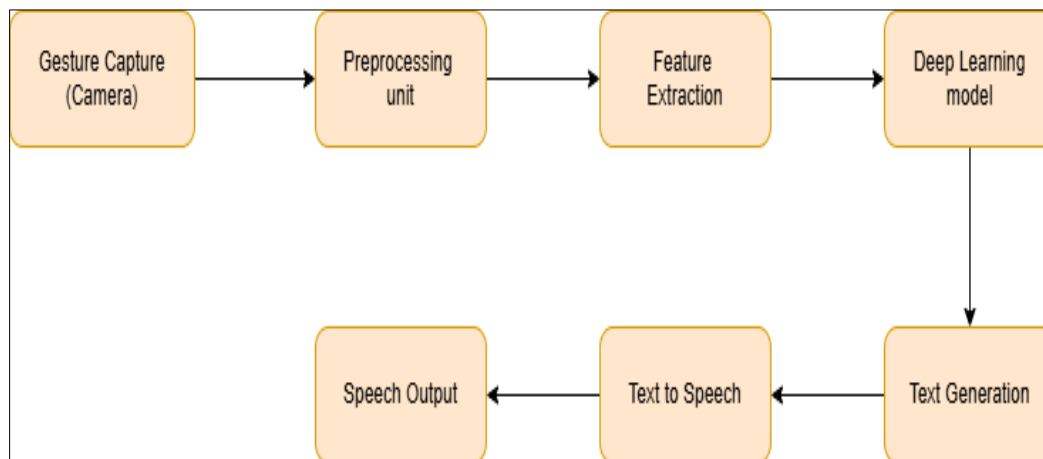 Gesture Capture
(Camera)
Preprocessing
unit
Feature
Extraction
Deep Learning
model
Text Generation
Text to Speech
Speech Output